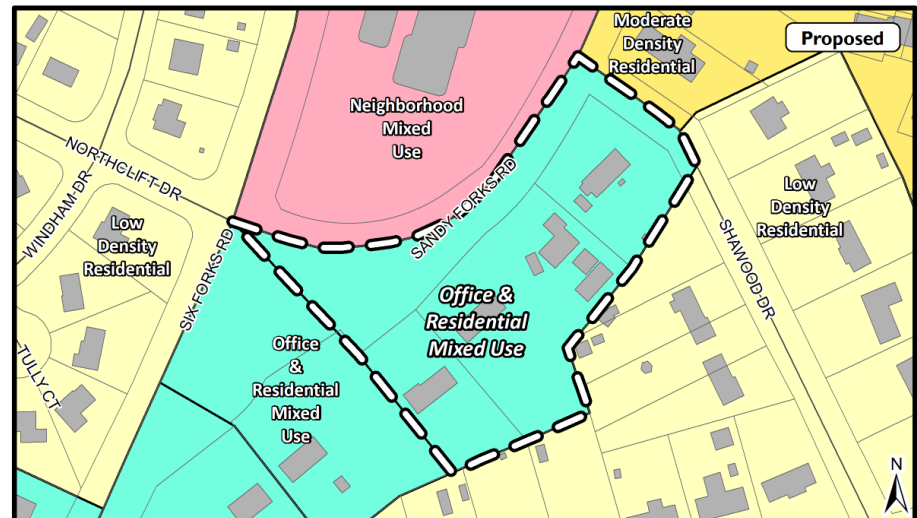 Moderate
Density
Residential
Proposed
Neighborhood
Mixed
Use
NORTHCLIFT DR
WINDHAM DR
Low
Density
Residential
SIX FORKS RD
SANDY FORKS RD
Low
Density
Residential
SHAWOOD DR
Office &
Residential
Mixed Use
Office
&
Residential
Mixed
Use
TULLY CT
N